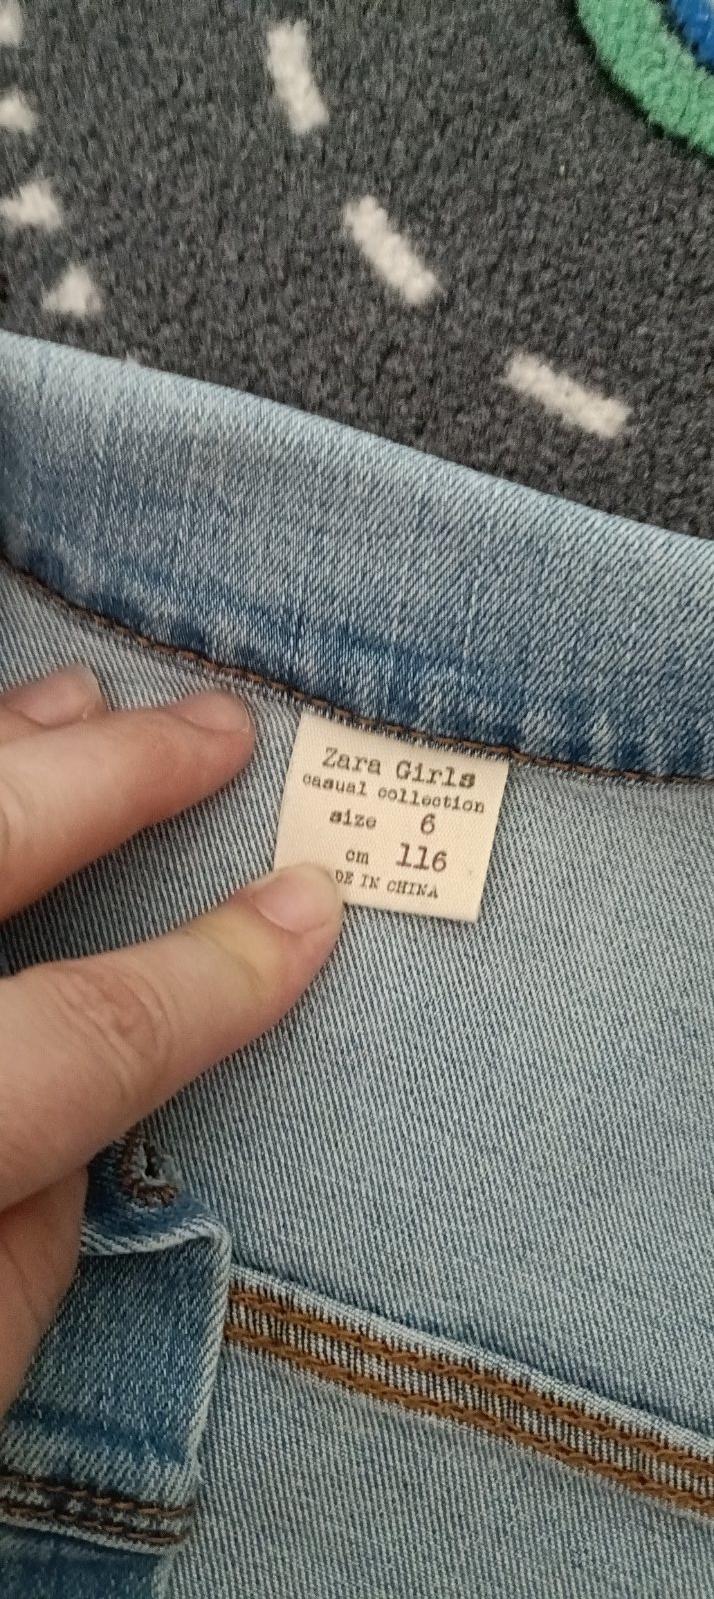 Zara Girls
casual collection
size 6
cm 116
DE IN CHINA